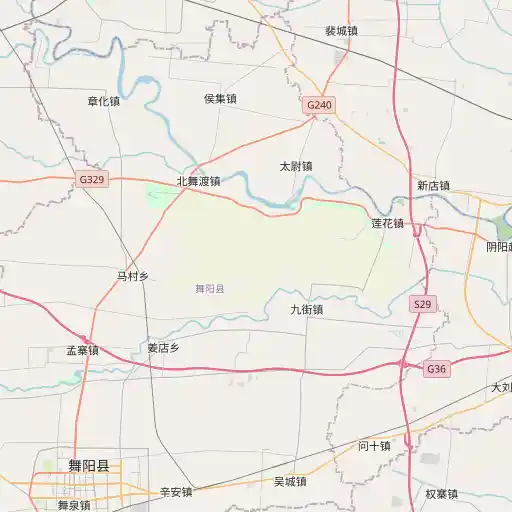 裴城镇
章化镇
侯集镇
G240
太尉镇
G329
北舞渡镇
新店镇
莲花镇
阴阳赵
马村乡
舞阳县
九街镇
S29
孟寨镇
姜店乡
G36
大刘
问十镇
舞阳县
吴城镇
辛安镇
权寨镇
舞泉镇